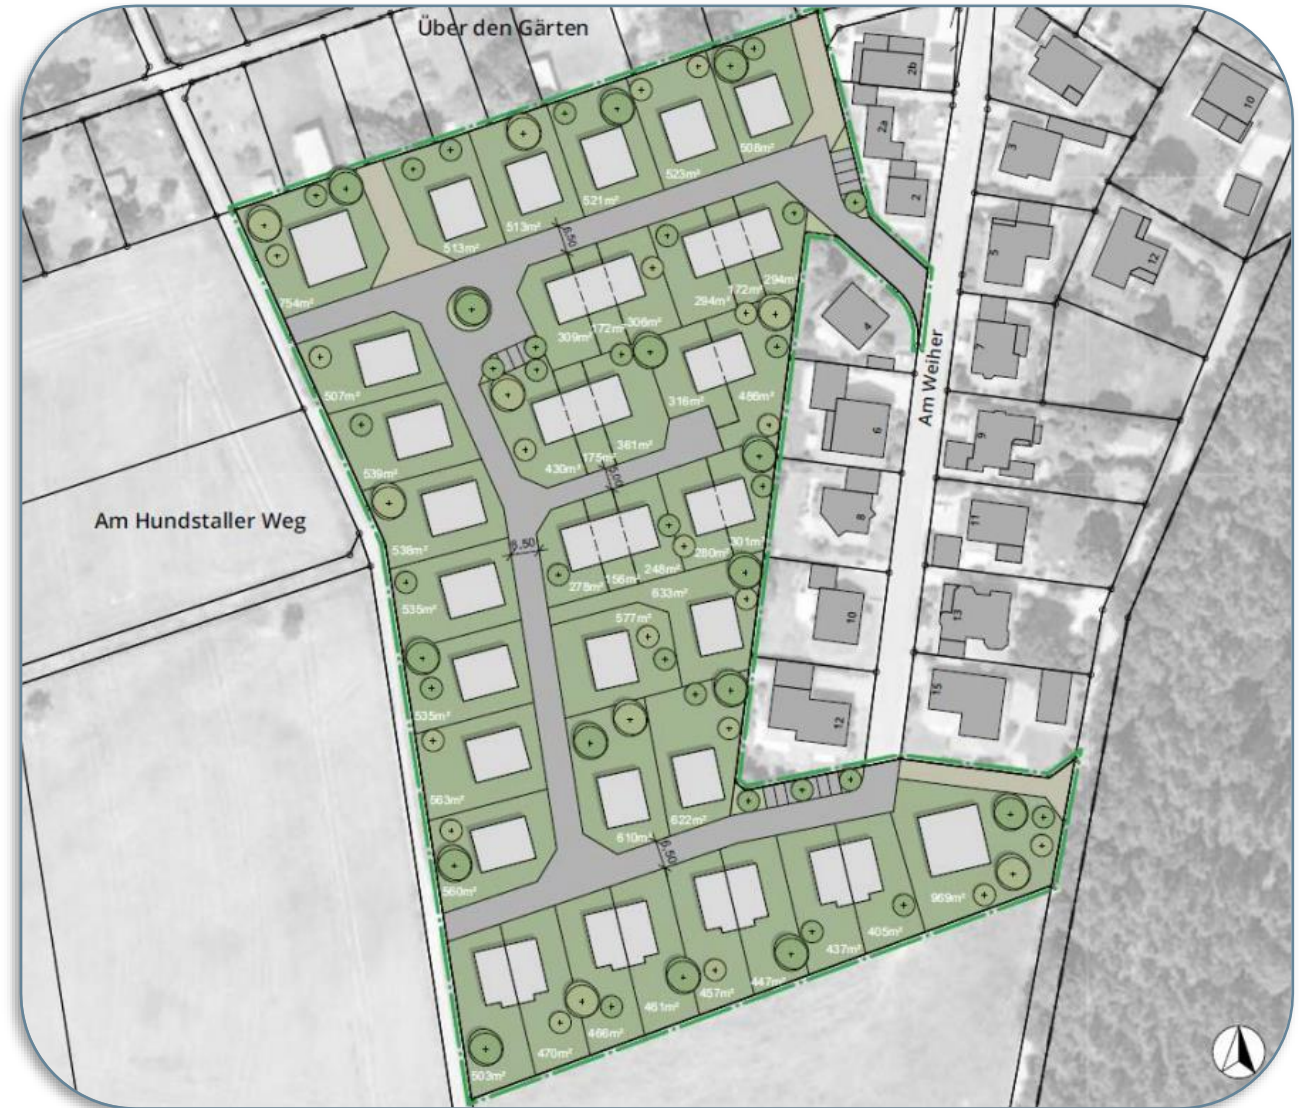 Über den Gärten
2b
10
2a
3
508m²
523m²
521m²
2
513m²
6.50
513m²
5
12
294m²
172m²
294m²
754m²
306m²
172m²
309m²
4
7
Am Weiher
507m²
486m²
316m²
6
9
361m²
175m²
430m²
539m²
5.00
Am Hundstaller Weg
8
11
538m²
6.50
301m²
280m²
248m²
156m²
278m²
633m²
535m²
577m²
10
13
535m²
15
12
563m²
622m²
610m²
6.50
560m²
969m²
405m²
437m²
447m²
457m²
461m²
466m²
470m²
503m²